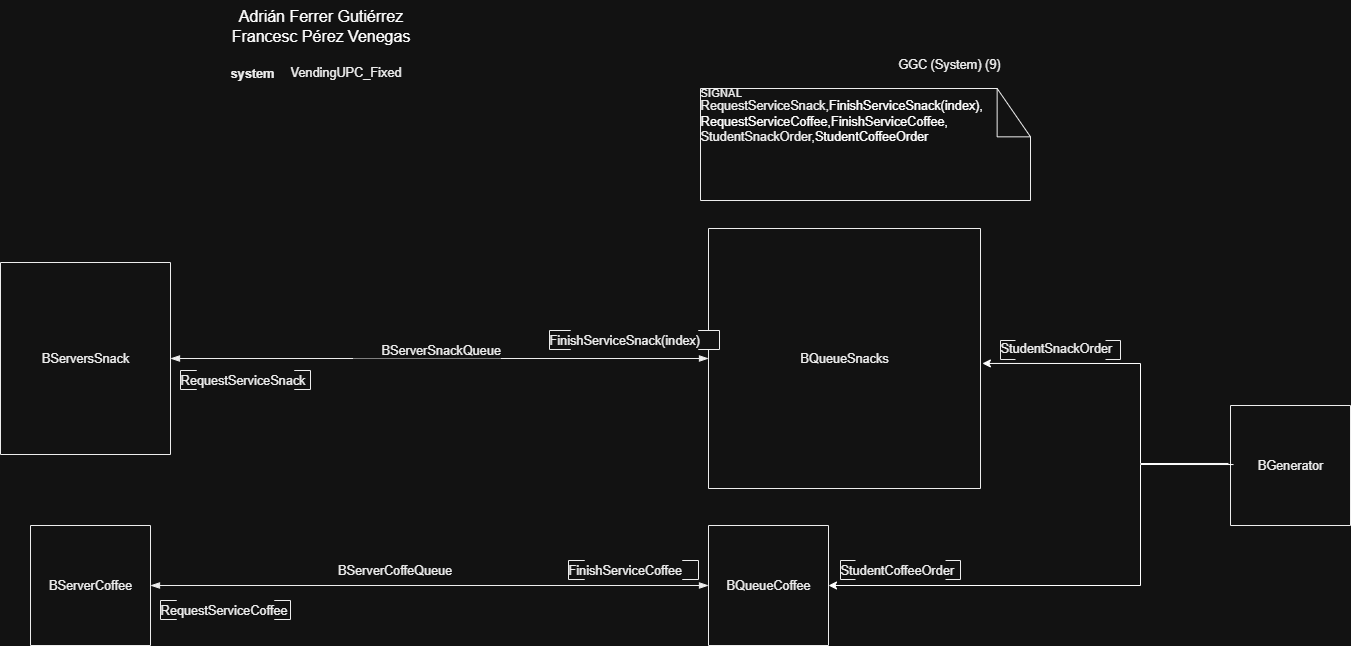 Adrián Ferrer Gutiérrez
Francesc Pérez Venegas
system VendingUPC_Fixed
GGC (System) (9)
SIGNAL
RequestServiceSnack,FinishServiceSnack(index),
RequestServiceCoffee,FinishServiceCoffee,
StudentSnackOrder,StudentCoffeeOrder
FinishServiceSnack(index)
BServerSnackQueue
StudentSnackOrder
BServersSnack
BQueueSnacks
RequestServiceSnack
BGenerator
BServerCoffeQueue
FinishServiceCoffee
StudentCoffeeOrder
BServerCoffee
BQueueCoffee
RequestServiceCoffee